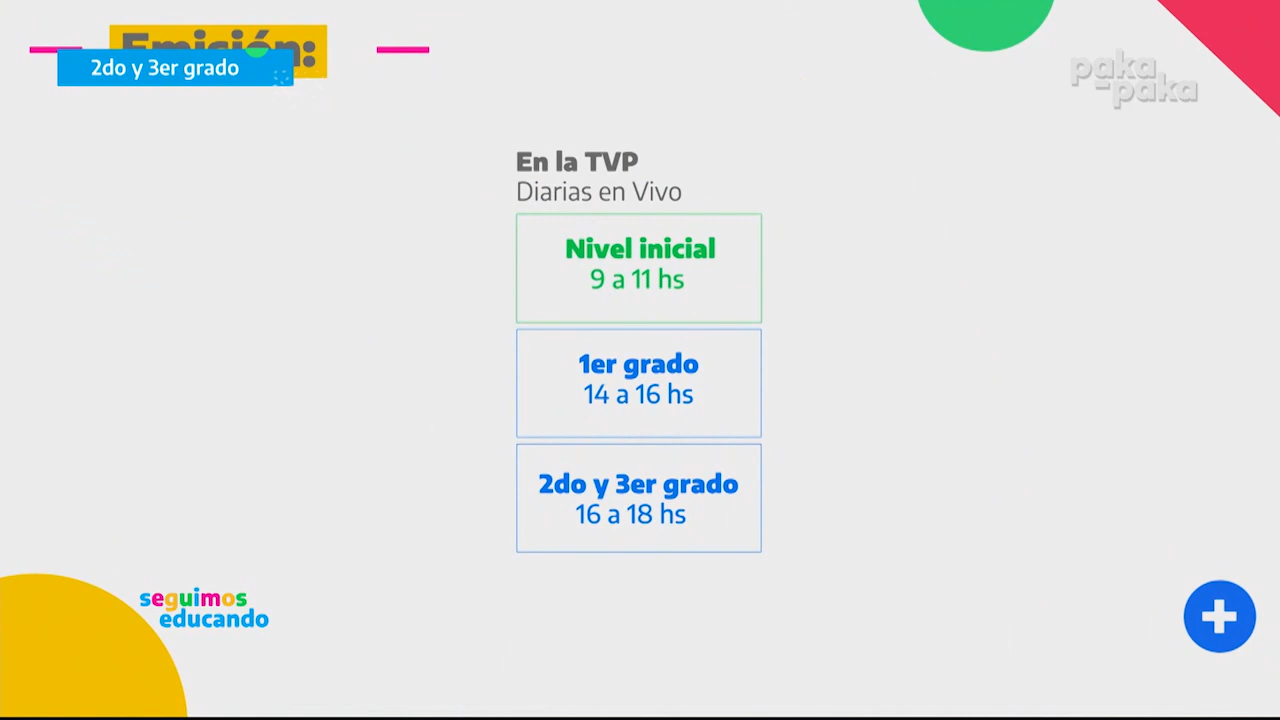 Emisión:
2do y 3er grado
paka
-paka
En la TVP
Diarias en Vivo
Nivel inicial
9 a 11 hs
1er grado
14 a 16 hs
2do y 3er grado
16 a 18 hs
seguimos
educando